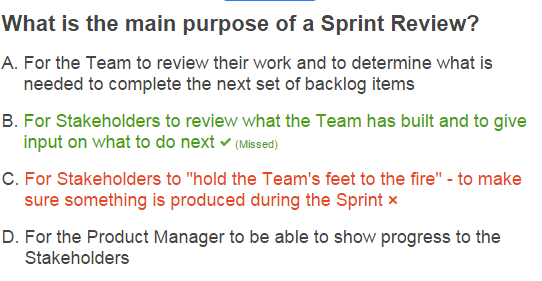 What is the main purpose of a Sprint Review?
A. For the Team to review their work and to determine what is
needed to complete the next set of backlog items
B. For Stakeholders to review what the Team has built and to give
input on what to do next ✔ (Missed)
C. For Stakeholders to "hold the Team's feet to the fire" - to make
sure something is produced during the Sprint ×
D. For the Product Manager to be able to show progress to the
Stakeholders